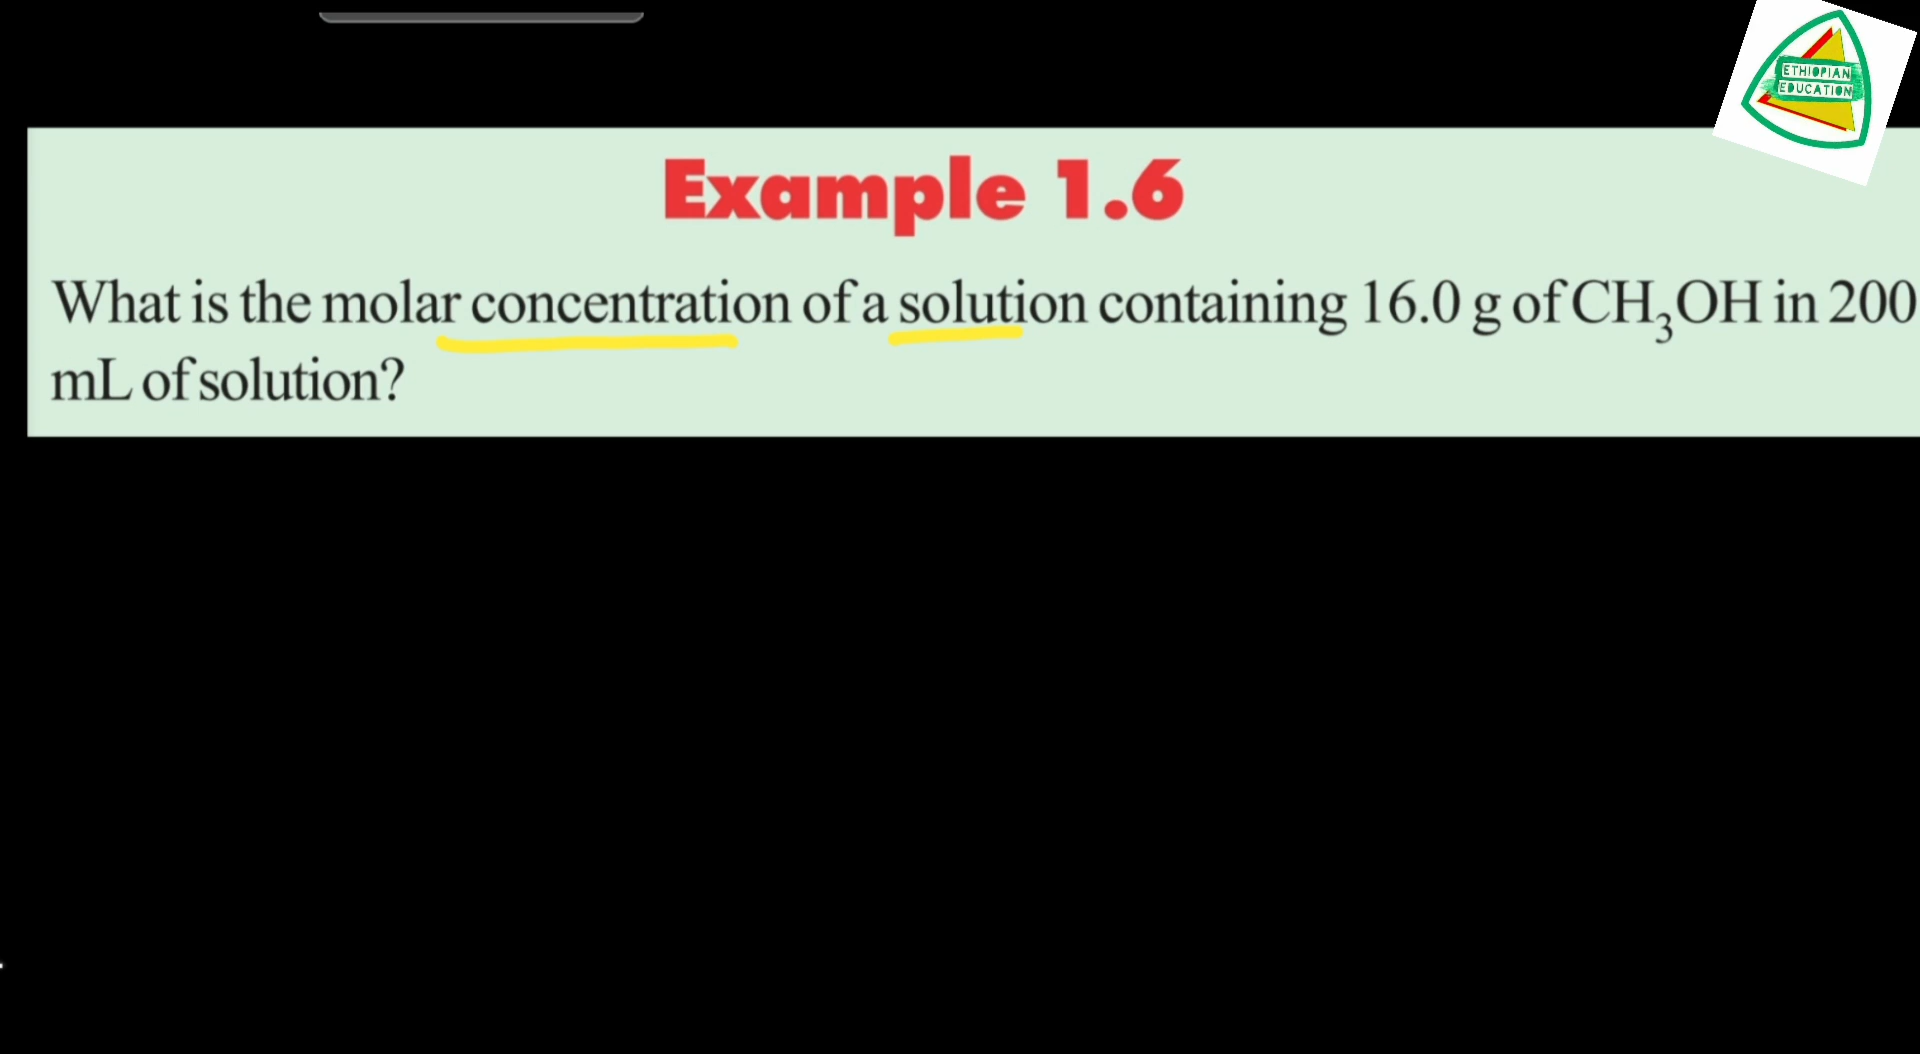 ETHIOPIAN
EDUCATION
Example 1.6
What is the molar concentration of a solution containing 16.0 g of CH₃OH in 200
mL of solution?